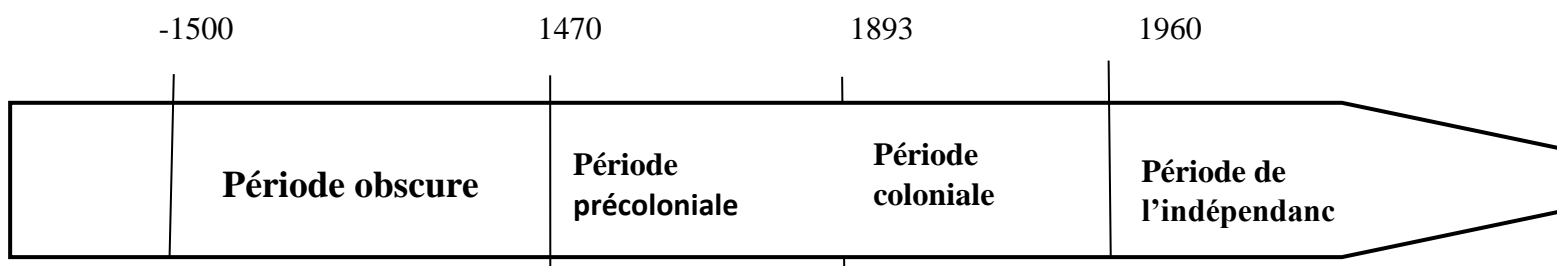 -1500 1470 1893 1960
Période obscure
Période
précoloniale
Période
coloniale
Période de
l’indépendanc